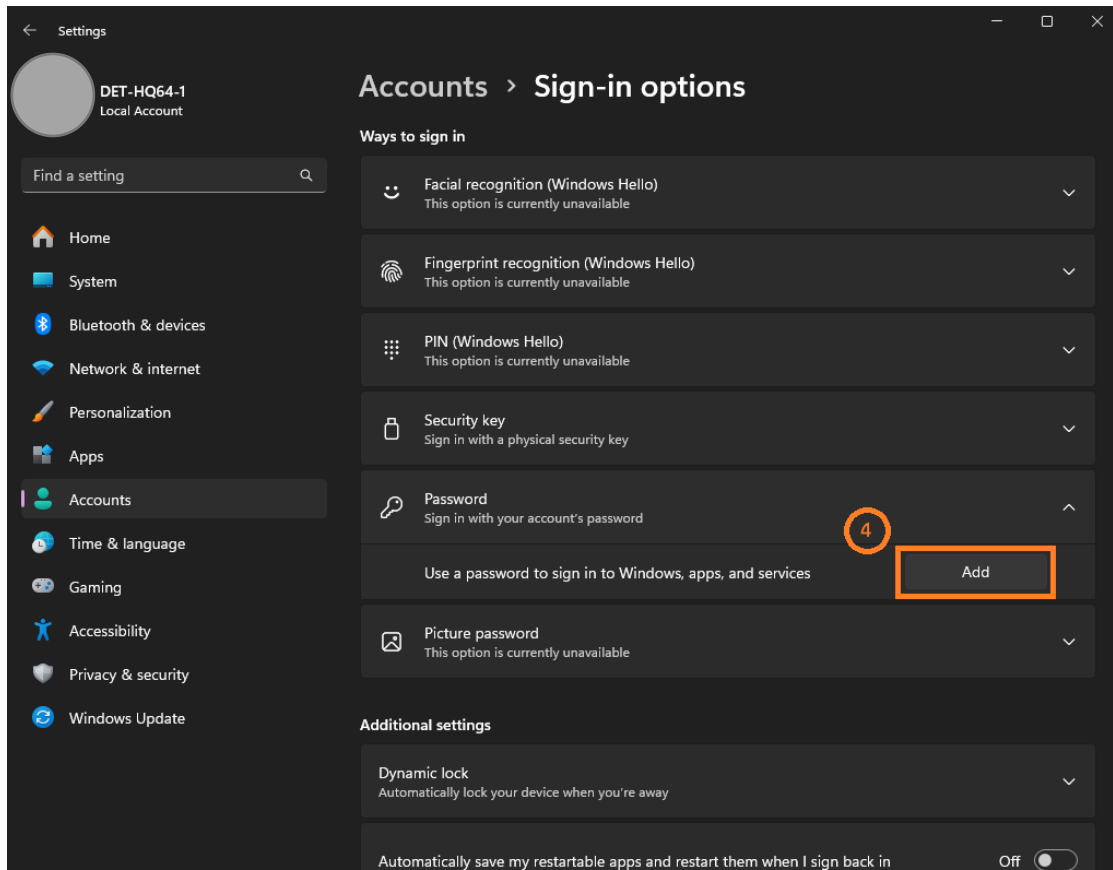 Settings
DET-HQ64-1
Local Account
Find a setting
Home
System
Bluetooth & devices
Network & internet
Personalization
Apps
Accounts
Time & language
Gaming
Accessibility
Privacy & security
Windows Update
Accounts > Sign-in options
Ways to sign in
Facial recognition (Windows Hello)
This option is currently unavailable
Fingerprint recognition (Windows Hello)
This option is currently unavailable
PIN (Windows Hello)
This option is currently unavailable
Security key
Sign in with a physical security key
Password
Sign in with your account's password
4
Use a password to sign in to Windows, apps, and services
Add
Picture password
This option is currently unavailable
Additional settings
Dynamic lock
Automatically lock your device when you're away
Automatically save my restartable apps and restart them when I sign back in
Off